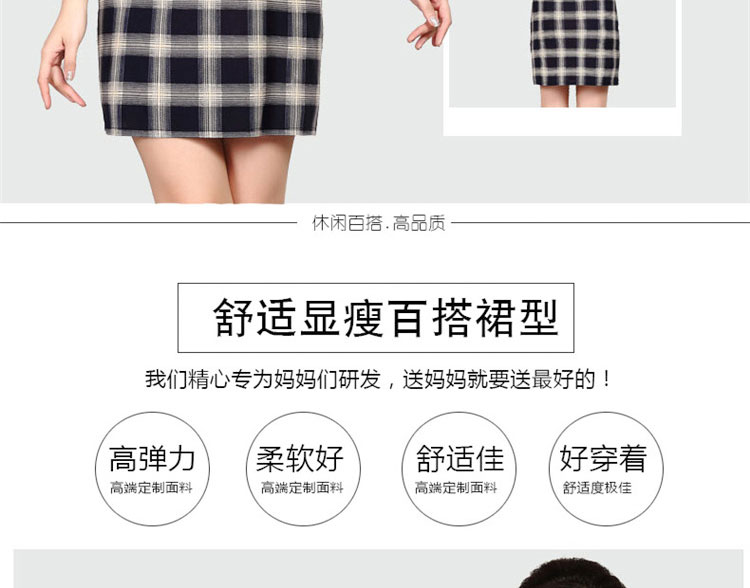 休闲百搭.高品质
舒适显瘦百搭裙型
我们精心专为妈妈们研发，送妈妈就要送最好的！
高弹力
高端定制面料
柔软好
高端定制面料
舒适佳
高端定制面料
好穿着
舒适度极佳